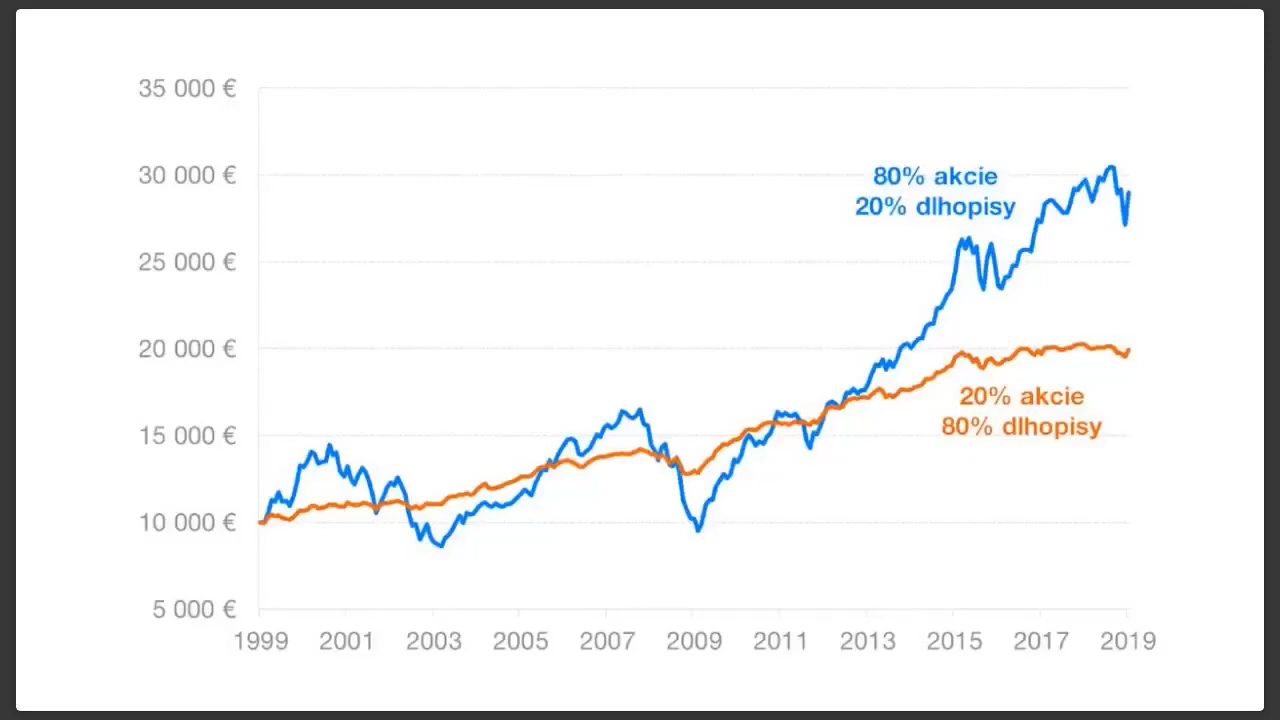 35 000 €
30 000 €
80% akcie
20% dlhopisy
25 000 €
20 000 €
20% akcie
80% dlhopisy
15 000 €
10 000 €
5 000 €
1999 2001 2003 2005 2007 2009 2011 2013 2015 2017 2019